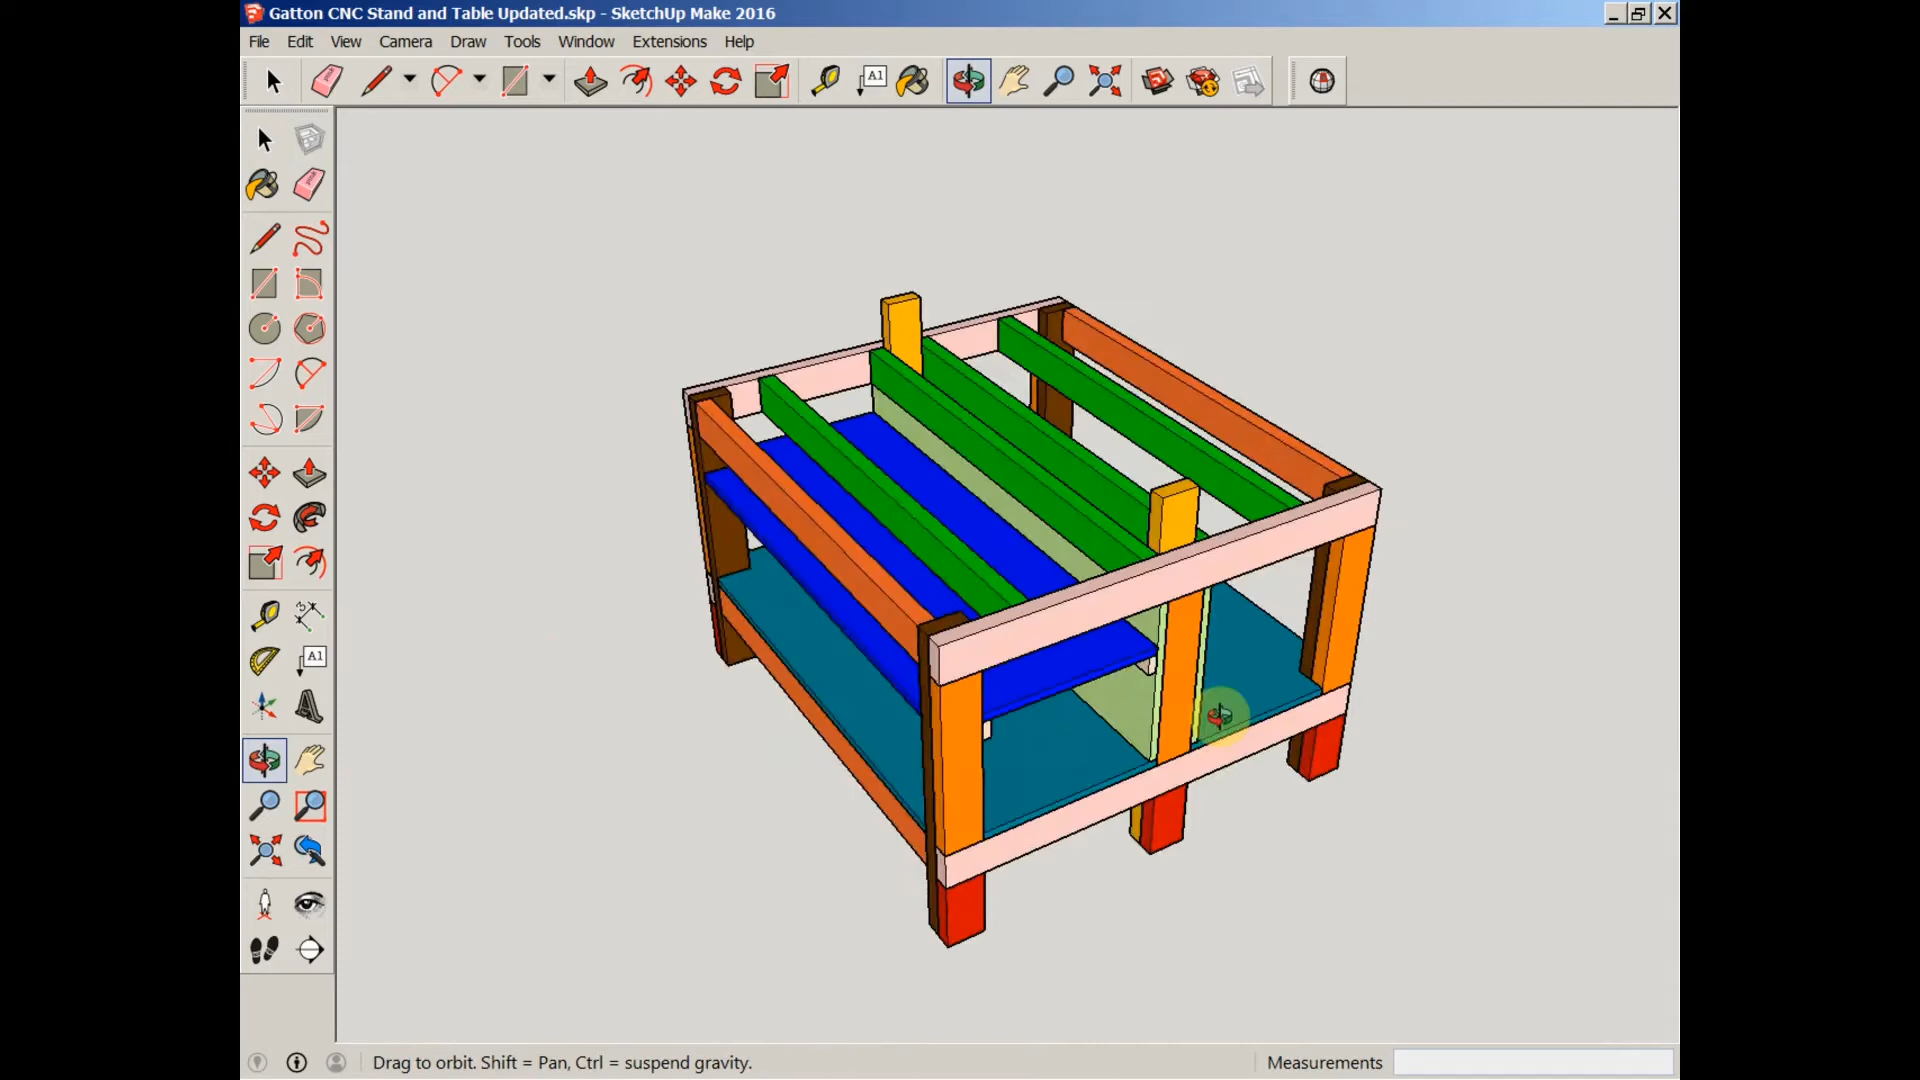 Gatton CNC Stand and Table Updated.skp - SketchUp Make 2016
File Edit View Camera Draw Tools Window Extensions Help
A1
A1
Drag to orbit. Shift = Pan, Ctrl = suspend gravity.
Measurements